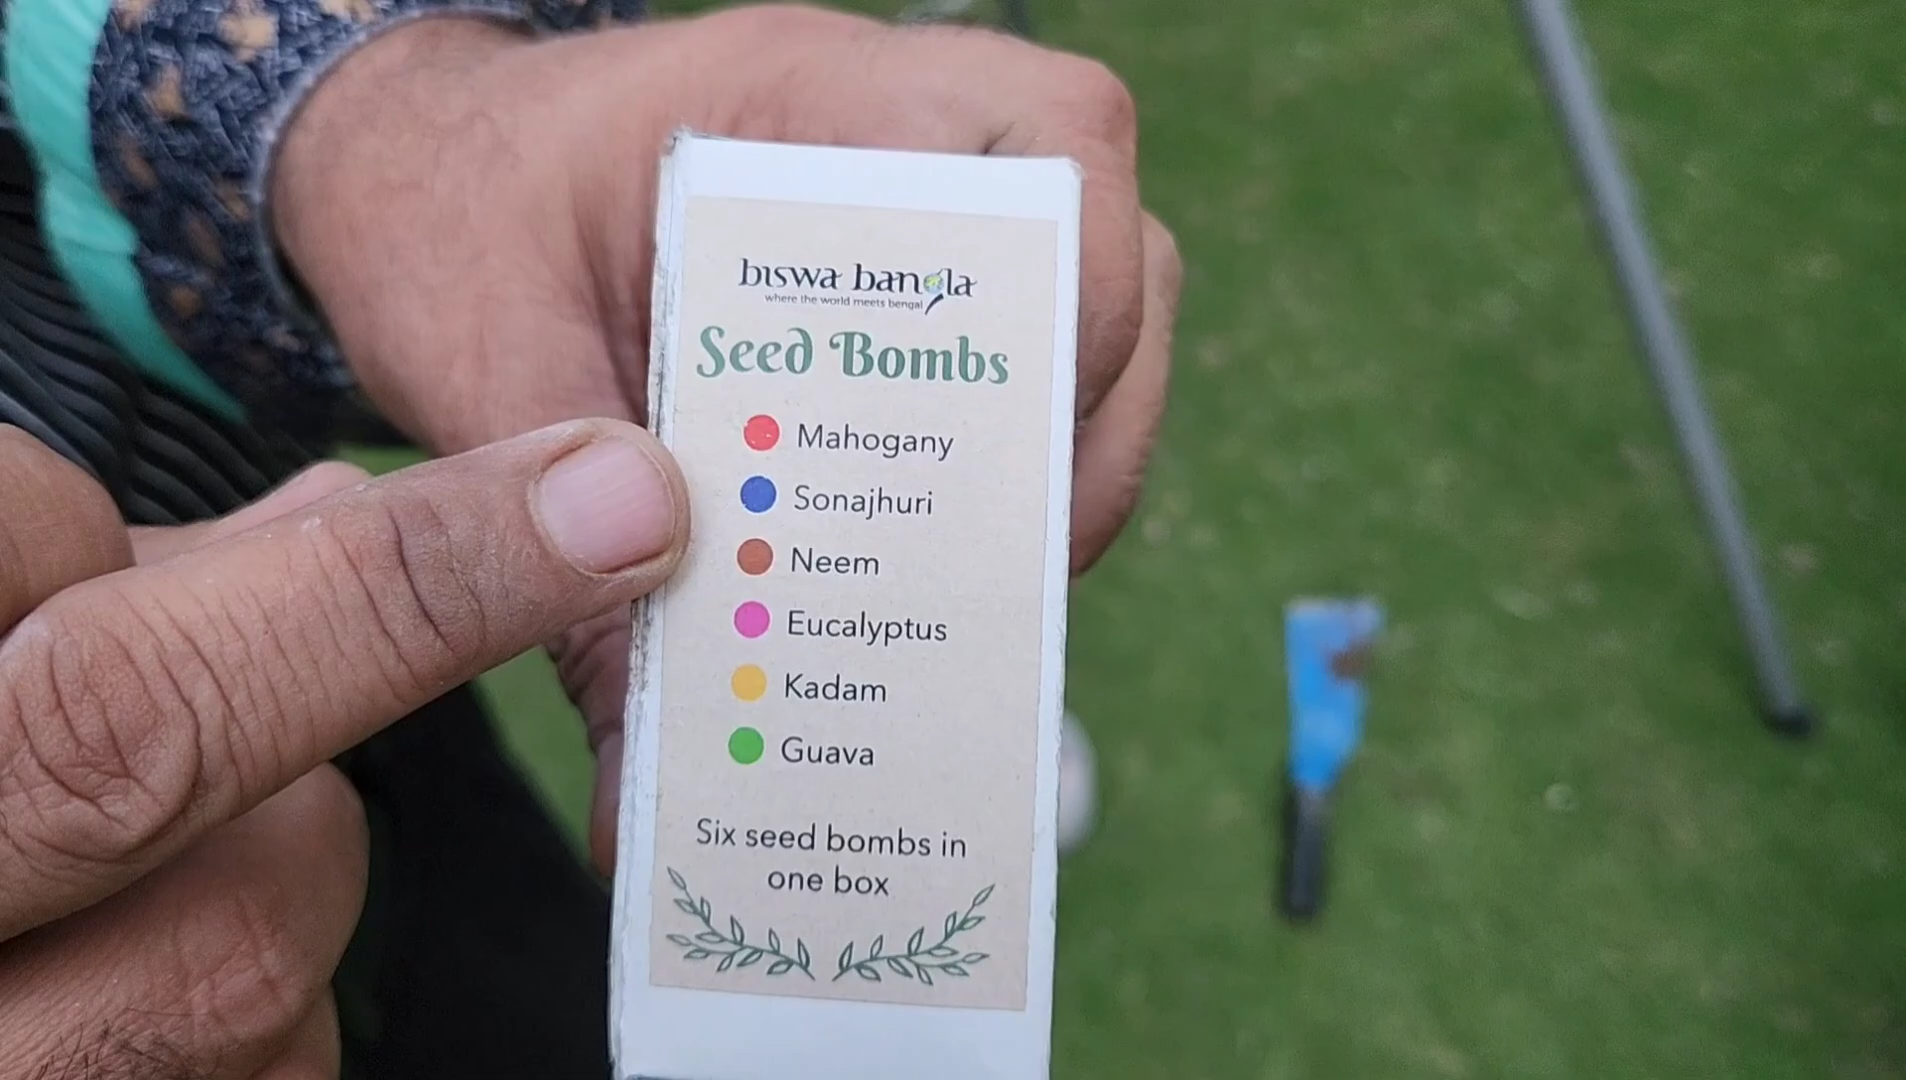 biswa bangla
where the world meets bengal
Seed Bombs
Mahogany
Sonajhuri
Neem
Eucalyptus
Kadam
Guava
Six seed bombs in
one box